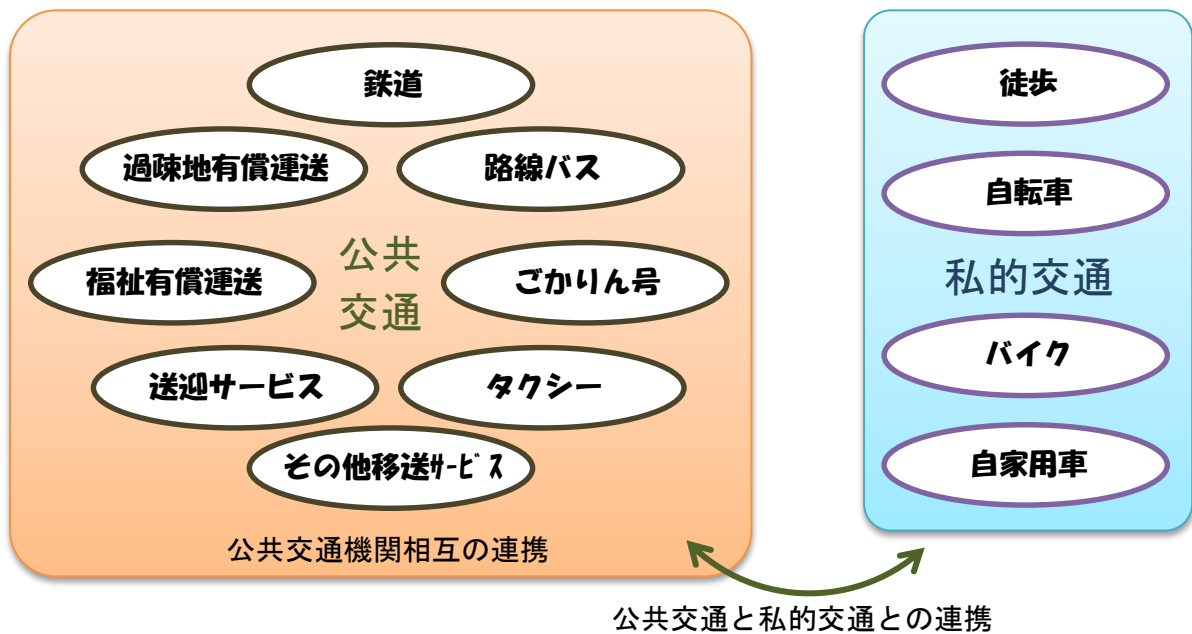 鉄道
過疎地有償運送
路線バス
福祉有償運送
公共
交通
ごかりん号
送迎サービス
タクシー
その他移送ｻｰﾋﾞｽ
公共交通機関相互の連携
徒歩
自転車
私的交通
バイク
自家用車
公共交通と私的交通との連携